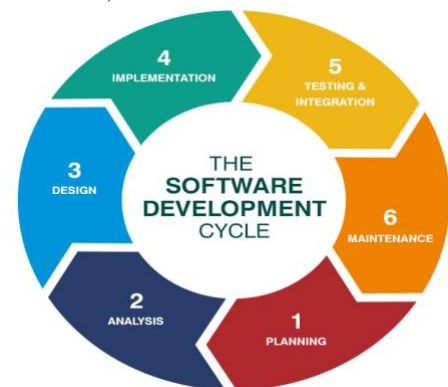 THE
SOFTWARE
DEVELOPMENT
CYCLE
1
PLANNING
2
ANALYSIS
3
DESIGN
4
IMPLEMENTATION
5
TESTING &
INTEGRATION
6
MAINTENANCE